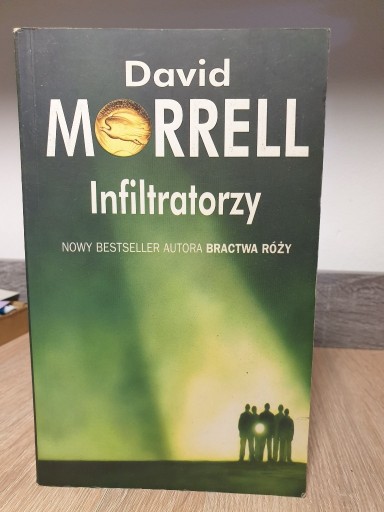 David
MORRELL
Infiltratorzy
NOWY BESTSELLER AUTORA BRACTWA RÓŻY